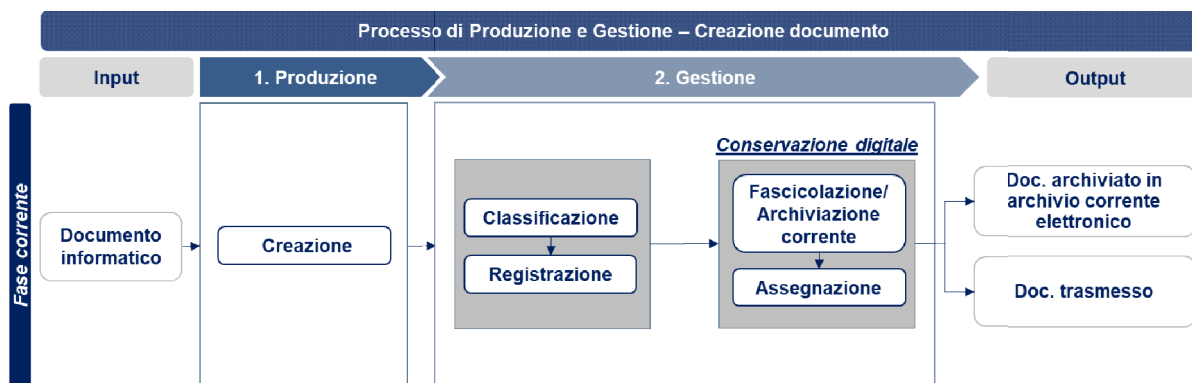 Processo di Produzione e Gestione – Creazione documento
Input
1. Produzione
2. Gestione
Output
Fase corrente
Documento
informatico
Creazione
Classificazione
Registrazione
Conservazione digitale
Fascicolazione/
Archiviazione
corrente
Assegnazione
Doc. archiviato in
archivio corrente
elettronico
Doc. trasmesso